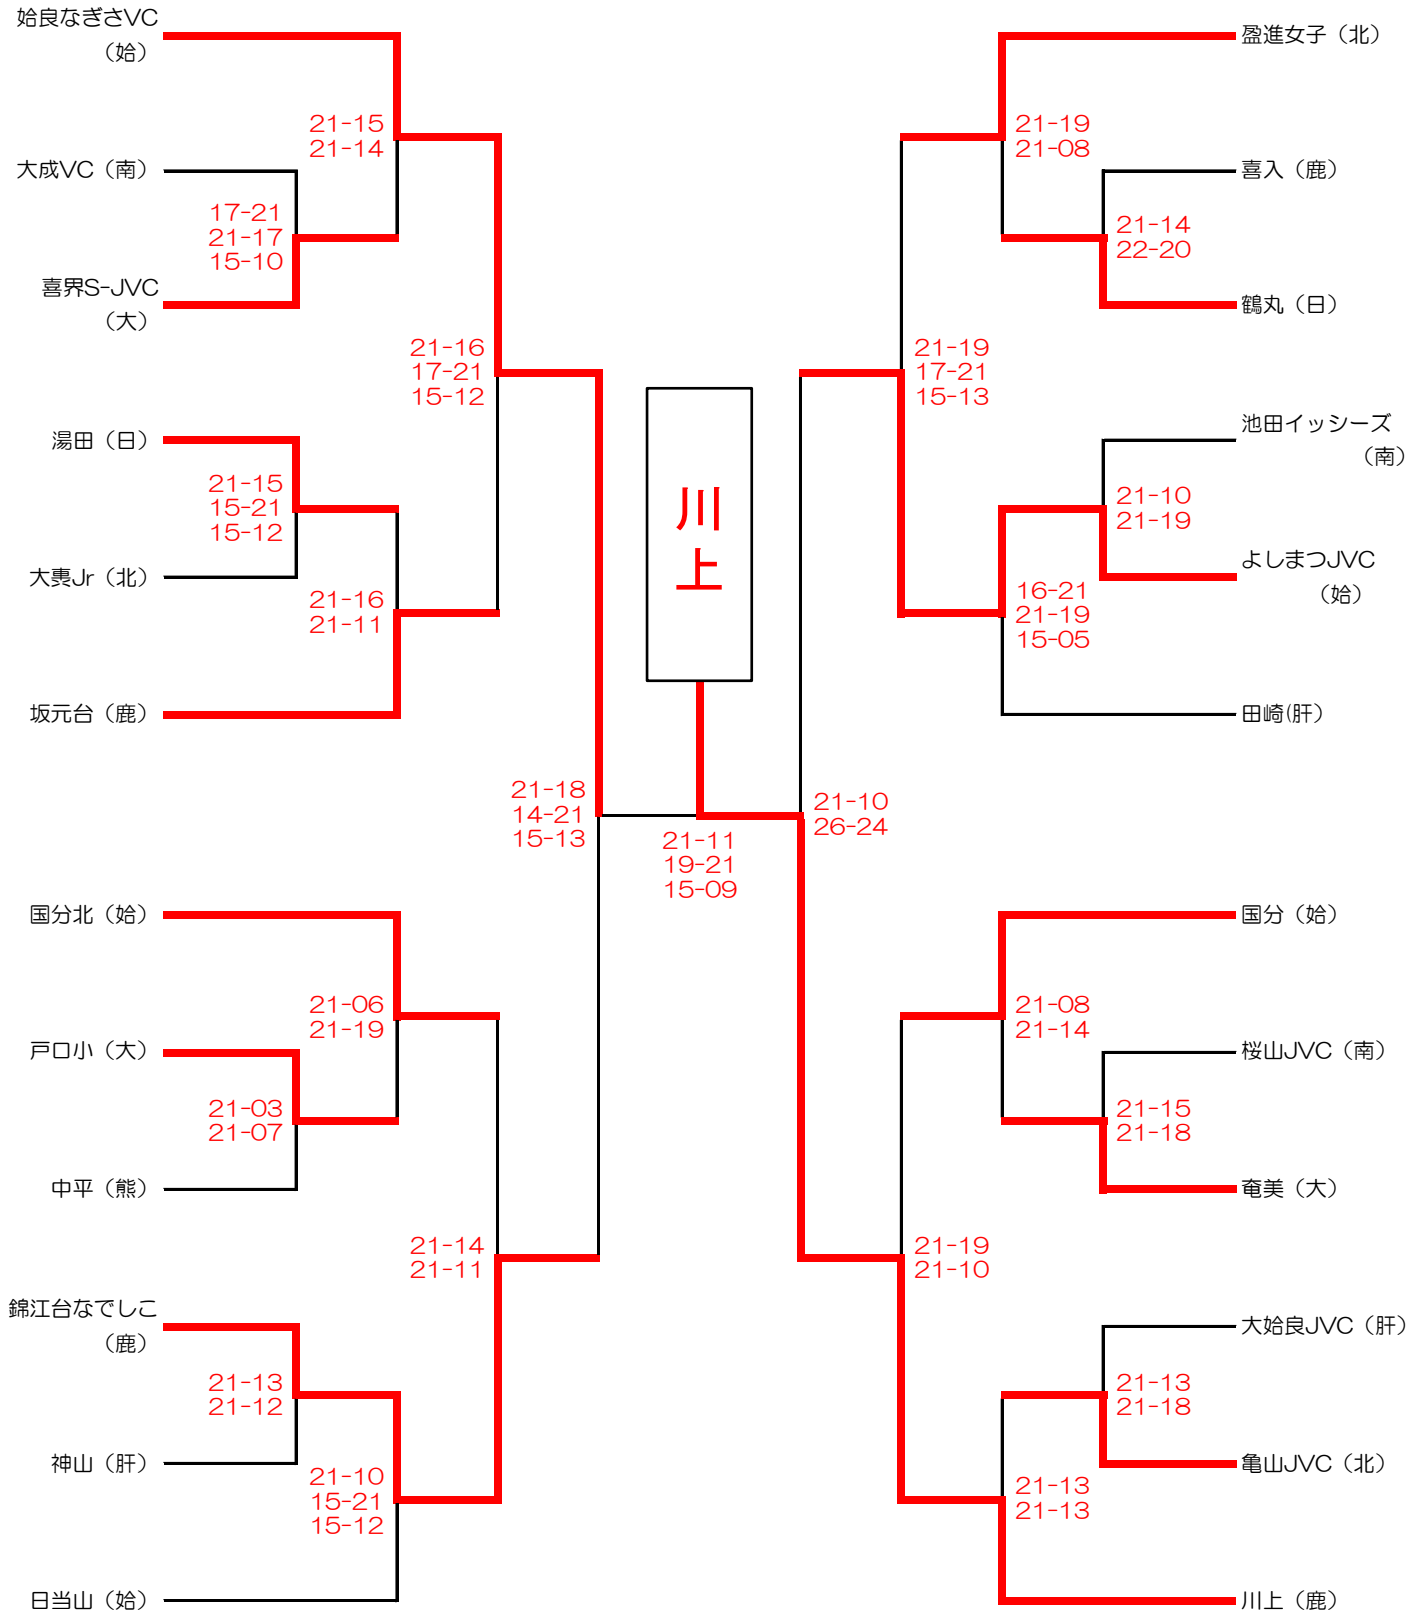 姶良なぎさVC
（姶）
21-15
21-14
大成VC（南）
17-21
21-17
15-10
喜界S-JVC
（大）
21-16
17-21
15-12
湯田（日）
21-15
15-21
15-12
（北）
21-16
21-11
坂元台（鹿）
21-18
14-21
15-13
国分北（姶）
21-06
21-19
戸口小（大）
21-03
21-07
中平（熊）
21-14
21-11
錦江台なでしこ
（鹿）
21-13
21-12
神山（肝）
21-10
15-21
15-12
日当山（姶）
川
上
21-11
19-21
15-09
盈進女子（北）
21-19
21-08
喜入（鹿）
21-14
22-20
鶴丸（日）
21-19
17-21
15-13
池田イッシーズ
（南）
21-10
21-19
よしまつJVC
（姶）
16-21
21-19
15-05
田崎(肝）
21-10
26-24
国分（姶）
21-08
21-14
桜山JVC（南）
21-15
21-18
奄美（大）
21-19
21-10
大姶良JVC（肝）
21-13
21-18
亀山JVC（北）
21-13
21-13
川上（鹿）